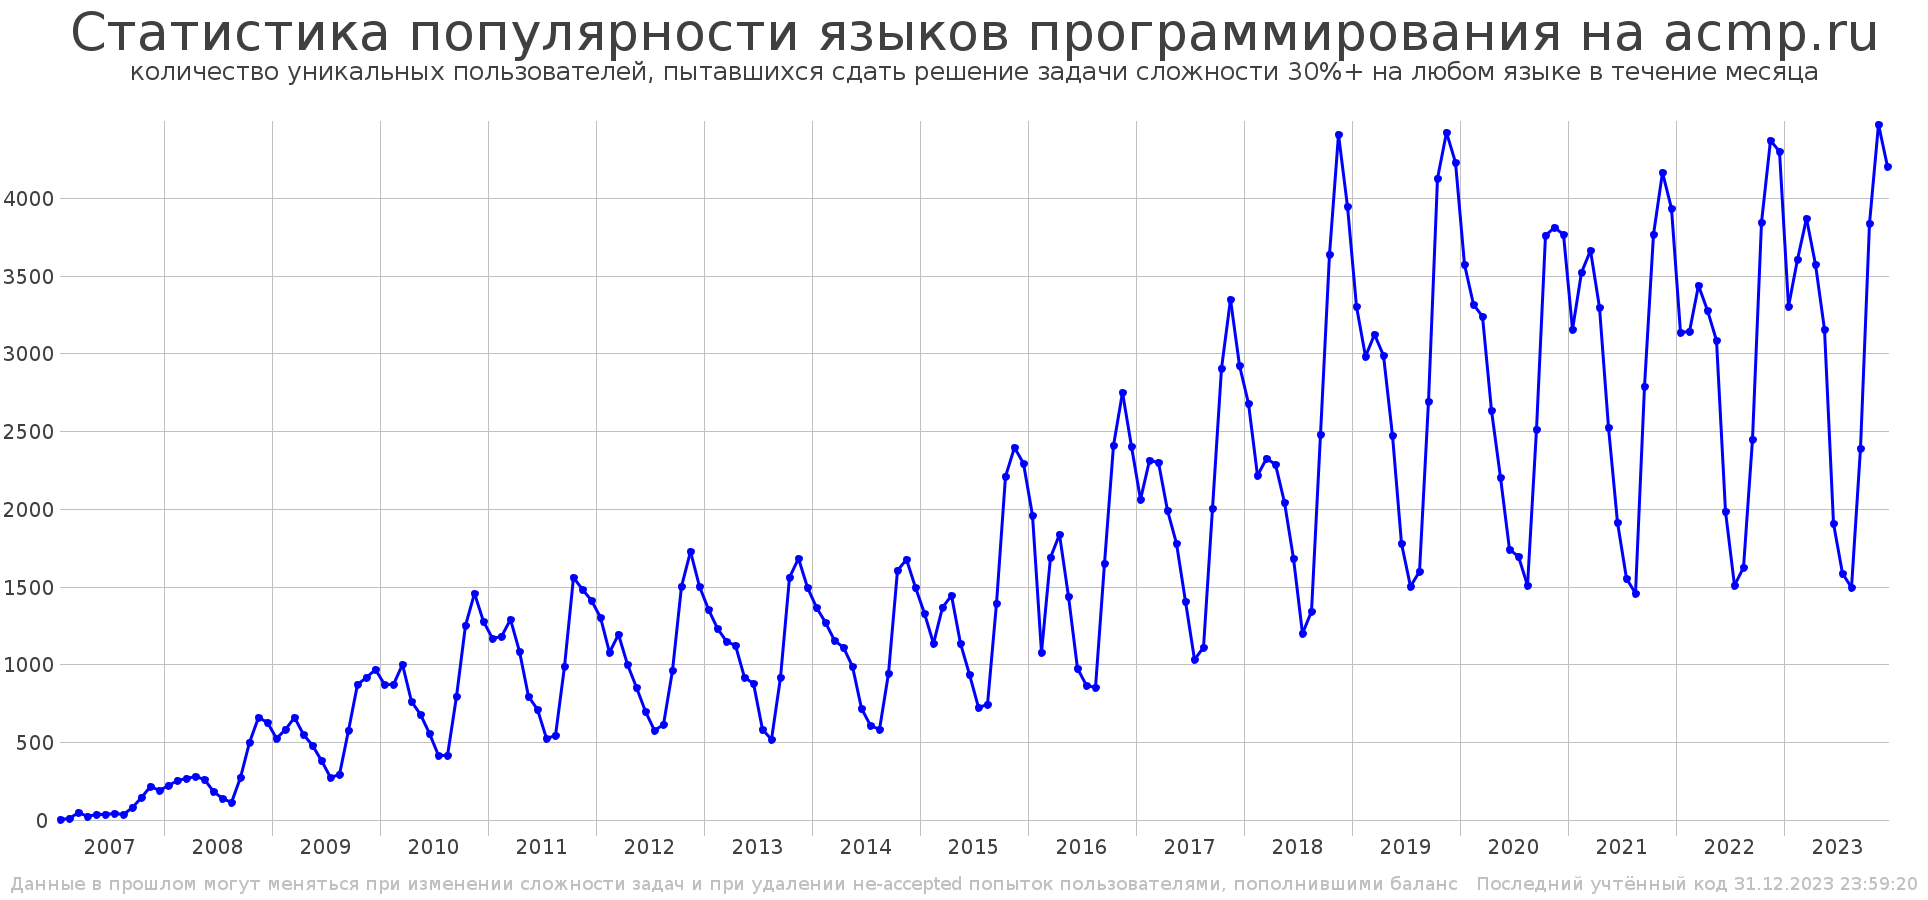 Статистика популярности языков программирования на acmp.ru
количество уникальных пользователей, пытавшихся сдать решение задачи сложности 30%+ на любом языке в течение месяца
4000
3500
3000
2500
2000
1500
1000
500
0
2007 2008 2009 2010 2011 2012 2013 2014 2015 2016 2017 2018 2019 2020 2021 2022 2023
Данные в прошлом могут меняться при изменении сложности задач и при удалении не-accepted попыток пользователями, пополнившими баланс Последний учтённый код 31.12.2023 23:59:20